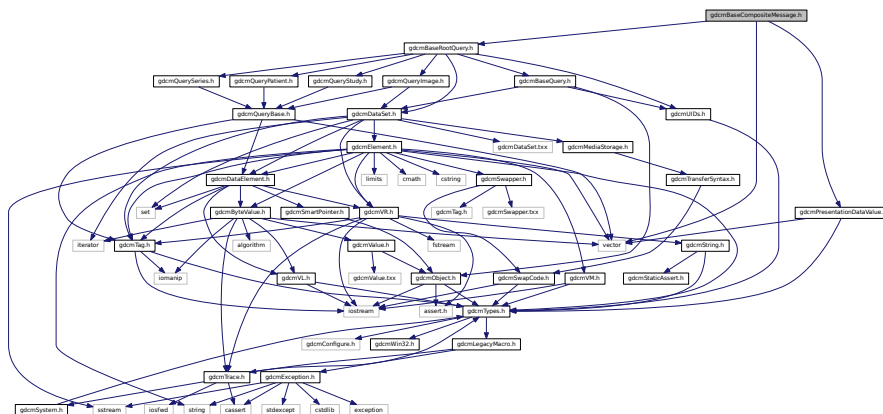 gdcmBaseCompositeMessage.h
gdcmBaseRootQuery.h
gdcmQuerySeries.h
gdcmQueryPatient.h
gdcmQueryStudy.h
gdcmQueryImage.h
gdcmBaseQuery.h
gdcmQueryBase.h
gdcmDataSet.h
gdcmUIDs.h
gdcmElement.h
gdcmDataSet.txx
gdcmMediaStorage.h
gdcmDataElement.h
limits
cmath
cstring
gdcmSwapper.h
gdcmTransferSyntax.h
set
gdcmByteValue.h
gdcmSmartPointer.h
gdcmVR.h
gdcmTag.h
gdcmSwapper.txx
gdcmPresentationDataValue.
iterator
gdcmTag.h
algorithm
gdcmValue.h
fstream
vector
gdcmString.h
iomanip
gdcmVL.h
gdcmValue.txx
gdcmObject.h
gdcmSwapCode.h
gdcmVM.h
gdcmStaticAssert.h
iostream
assert.h
gdcmTypes.h
gdcmConfigure.h
gdcmWin32.h
gdcmLegacyMacro.h
gdcmTrace.h
gdcmException.h
gdcmSystem.h
sstream
iosfwd
string
cassert
stdexcept
cstdlib
exception